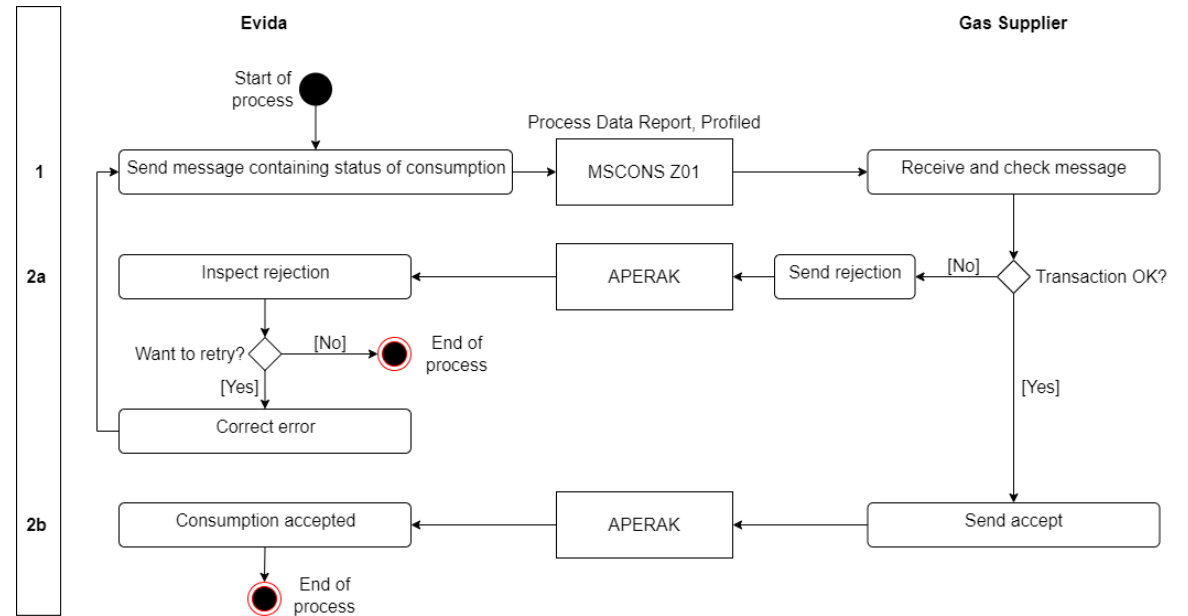 Evida
Gas Supplier
Start of
process
Process Data Report, Profiled
1
Send message containing status of consumption
MSCONS Z01
Receive and check message
2a
Inspect rejection
APERAK
Send rejection
[No]
Transaction OK?
Want to retry?
[No]
End of
process
[Yes]
[Yes]
Correct error
2b
Consumption accepted
APERAK
Send accept
End of
process